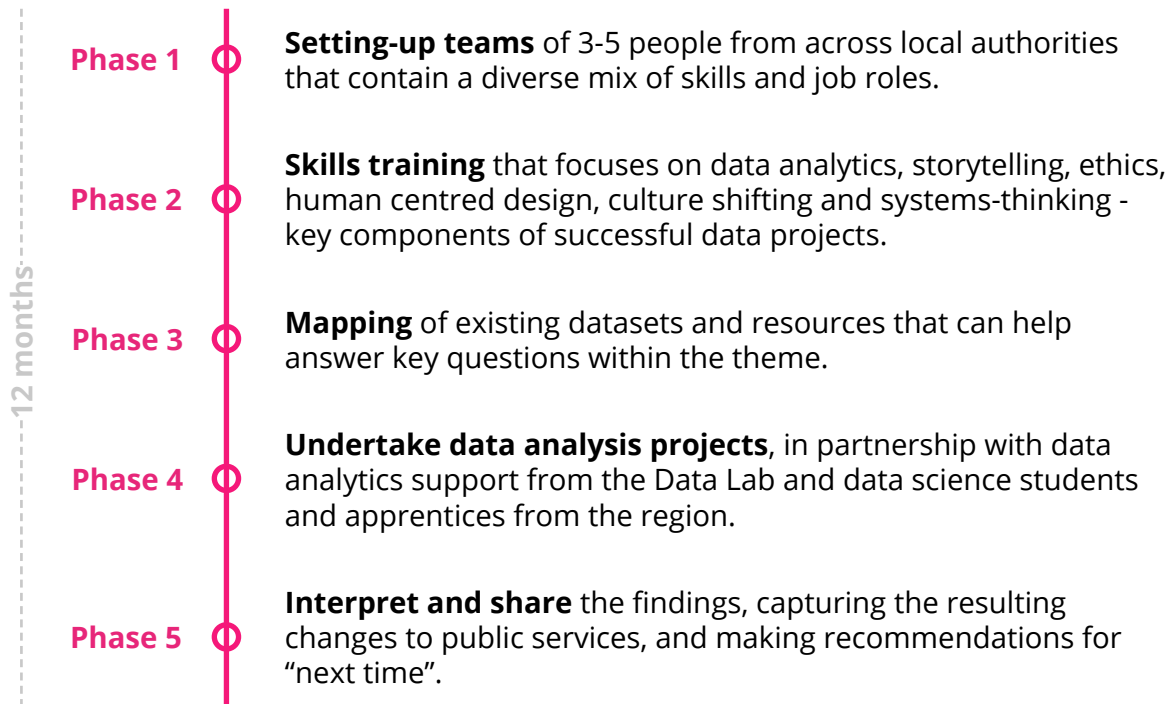 Phase 1
Setting-up teams of 3-5 people from across local authorities
that contain a diverse mix of skills and job roles.
Phase 2
Skills training that focuses on data analytics, storytelling, ethics,
human centred design, culture shifting and systems-thinking -
key components of successful data projects.
12 months
Phase 3
Mapping of existing datasets and resources that can help
answer key questions within the theme.
Phase 4
Undertake data analysis projects, in partnership with data
analytics support from the Data Lab and data science students
and apprentices from the region.
Phase 5
Interpret and share the findings, capturing the resulting
changes to public services, and making recommendations for
“next time”.